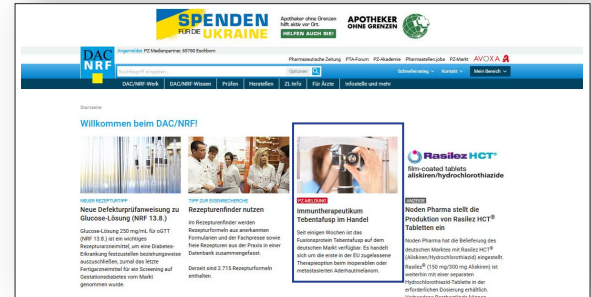 SPENDEN
FÜR DIE UKRAINE
Apotheker ohne Grenzen
hilft aktiv vor Ort.
HELFEN AUCH SIE!
APOTHEKER
OHNE GRENZEN
DAC
NRF
Angemeldet: PZ Medienpartner, 65760 Eschborn
Pharmazeutische Zeitung PTA-Forum PZ-Akademie Pharmastellen.jobs PZ-Markt AVOXA
Suchbegriff eingeben Optionen Schnelleinstieg Kontakt Mein Bereich
DAC/NRF-Werk DAC/NRF-Wissen Prüfen Herstellen ZL-Info Für Ärzte Infostelle und mehr
Startseite
Willkommen beim DAC/NRF!
NEUER REZEPTURTIPP
Neue Defekturprüfanweisung zu
Glucose-Lösung (NRF 13.8.)
Glucose-Lösung 250 mg/mL für oGTT
(NRF 13.8.) ist ein wichtiges
Rezepturarzneimittel, um eine Diabetes-
Erkrankung festzustellen beziehungsweise
auszuschließen, zumal das letzte
Fertigarzneimittel für ein Screening auf
Gestationsdiabetes vom Markt
genommen wurde.
TIPP ZUR EIGENRECHERCHE
Rezepturenfinder nutzen
Im Rezepturenfinder werden
Rezepturformeln aus anerkannten
Formularien und der Fachpresse sowie
freie Rezepturen aus der Praxis in einer
Datenbank zusammengefasst.
Derzeit sind 2.715 Rezepturformeln
enthalten.
PZ-MELDUNG
Immuntherapeutikum
Tebentafusp im Handel
Seit einigen Wochen ist das
Fusionsprotein Tebentafusp auf dem
deutschen Markt verfügbar. Es handelt
sich um die erste in der EU zugelassene
Therapieoption beim inoperablen oder
metastasierten Aderhautmelanom.
Rasilez HCT®
film-coated tablets
aliskiren/hydrochlorothiazide
ANZEIGE
Noden Pharma stellt die
Produktion von Rasilez HCT®
Tabletten ein
Noden Pharma hat die Belieferung des
deutschen Marktes mit Rasilez HCT®
(Aliskiren/Hydrochlorothiazid) eingestellt.
Rasilez® (150 mg/300 mg Aliskiren) ist
weiterhin mit einer separaten
Hydrochlorothiazid-Tablette in der
erforderlichen Dosierung erhältlich.